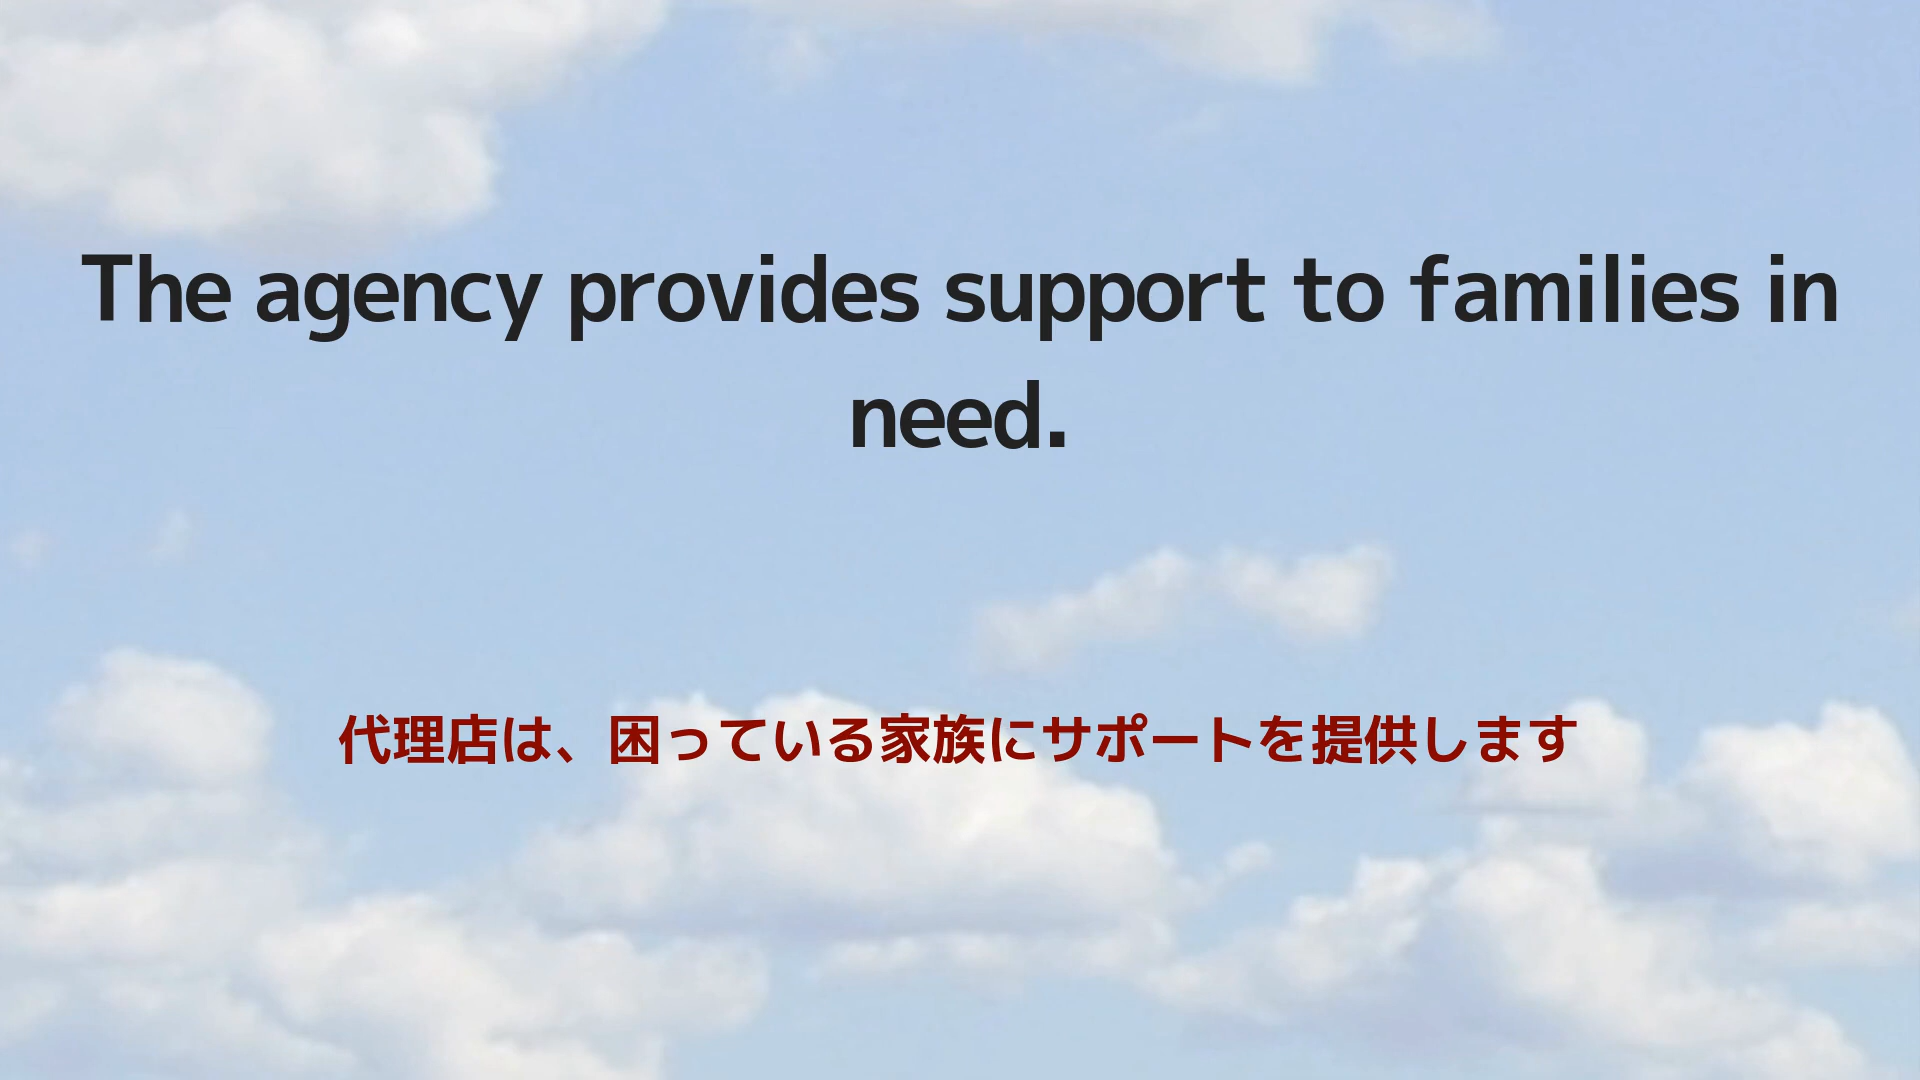 The agency provides support to families in
need.
代理店は、困っている家族にサポートを提供します